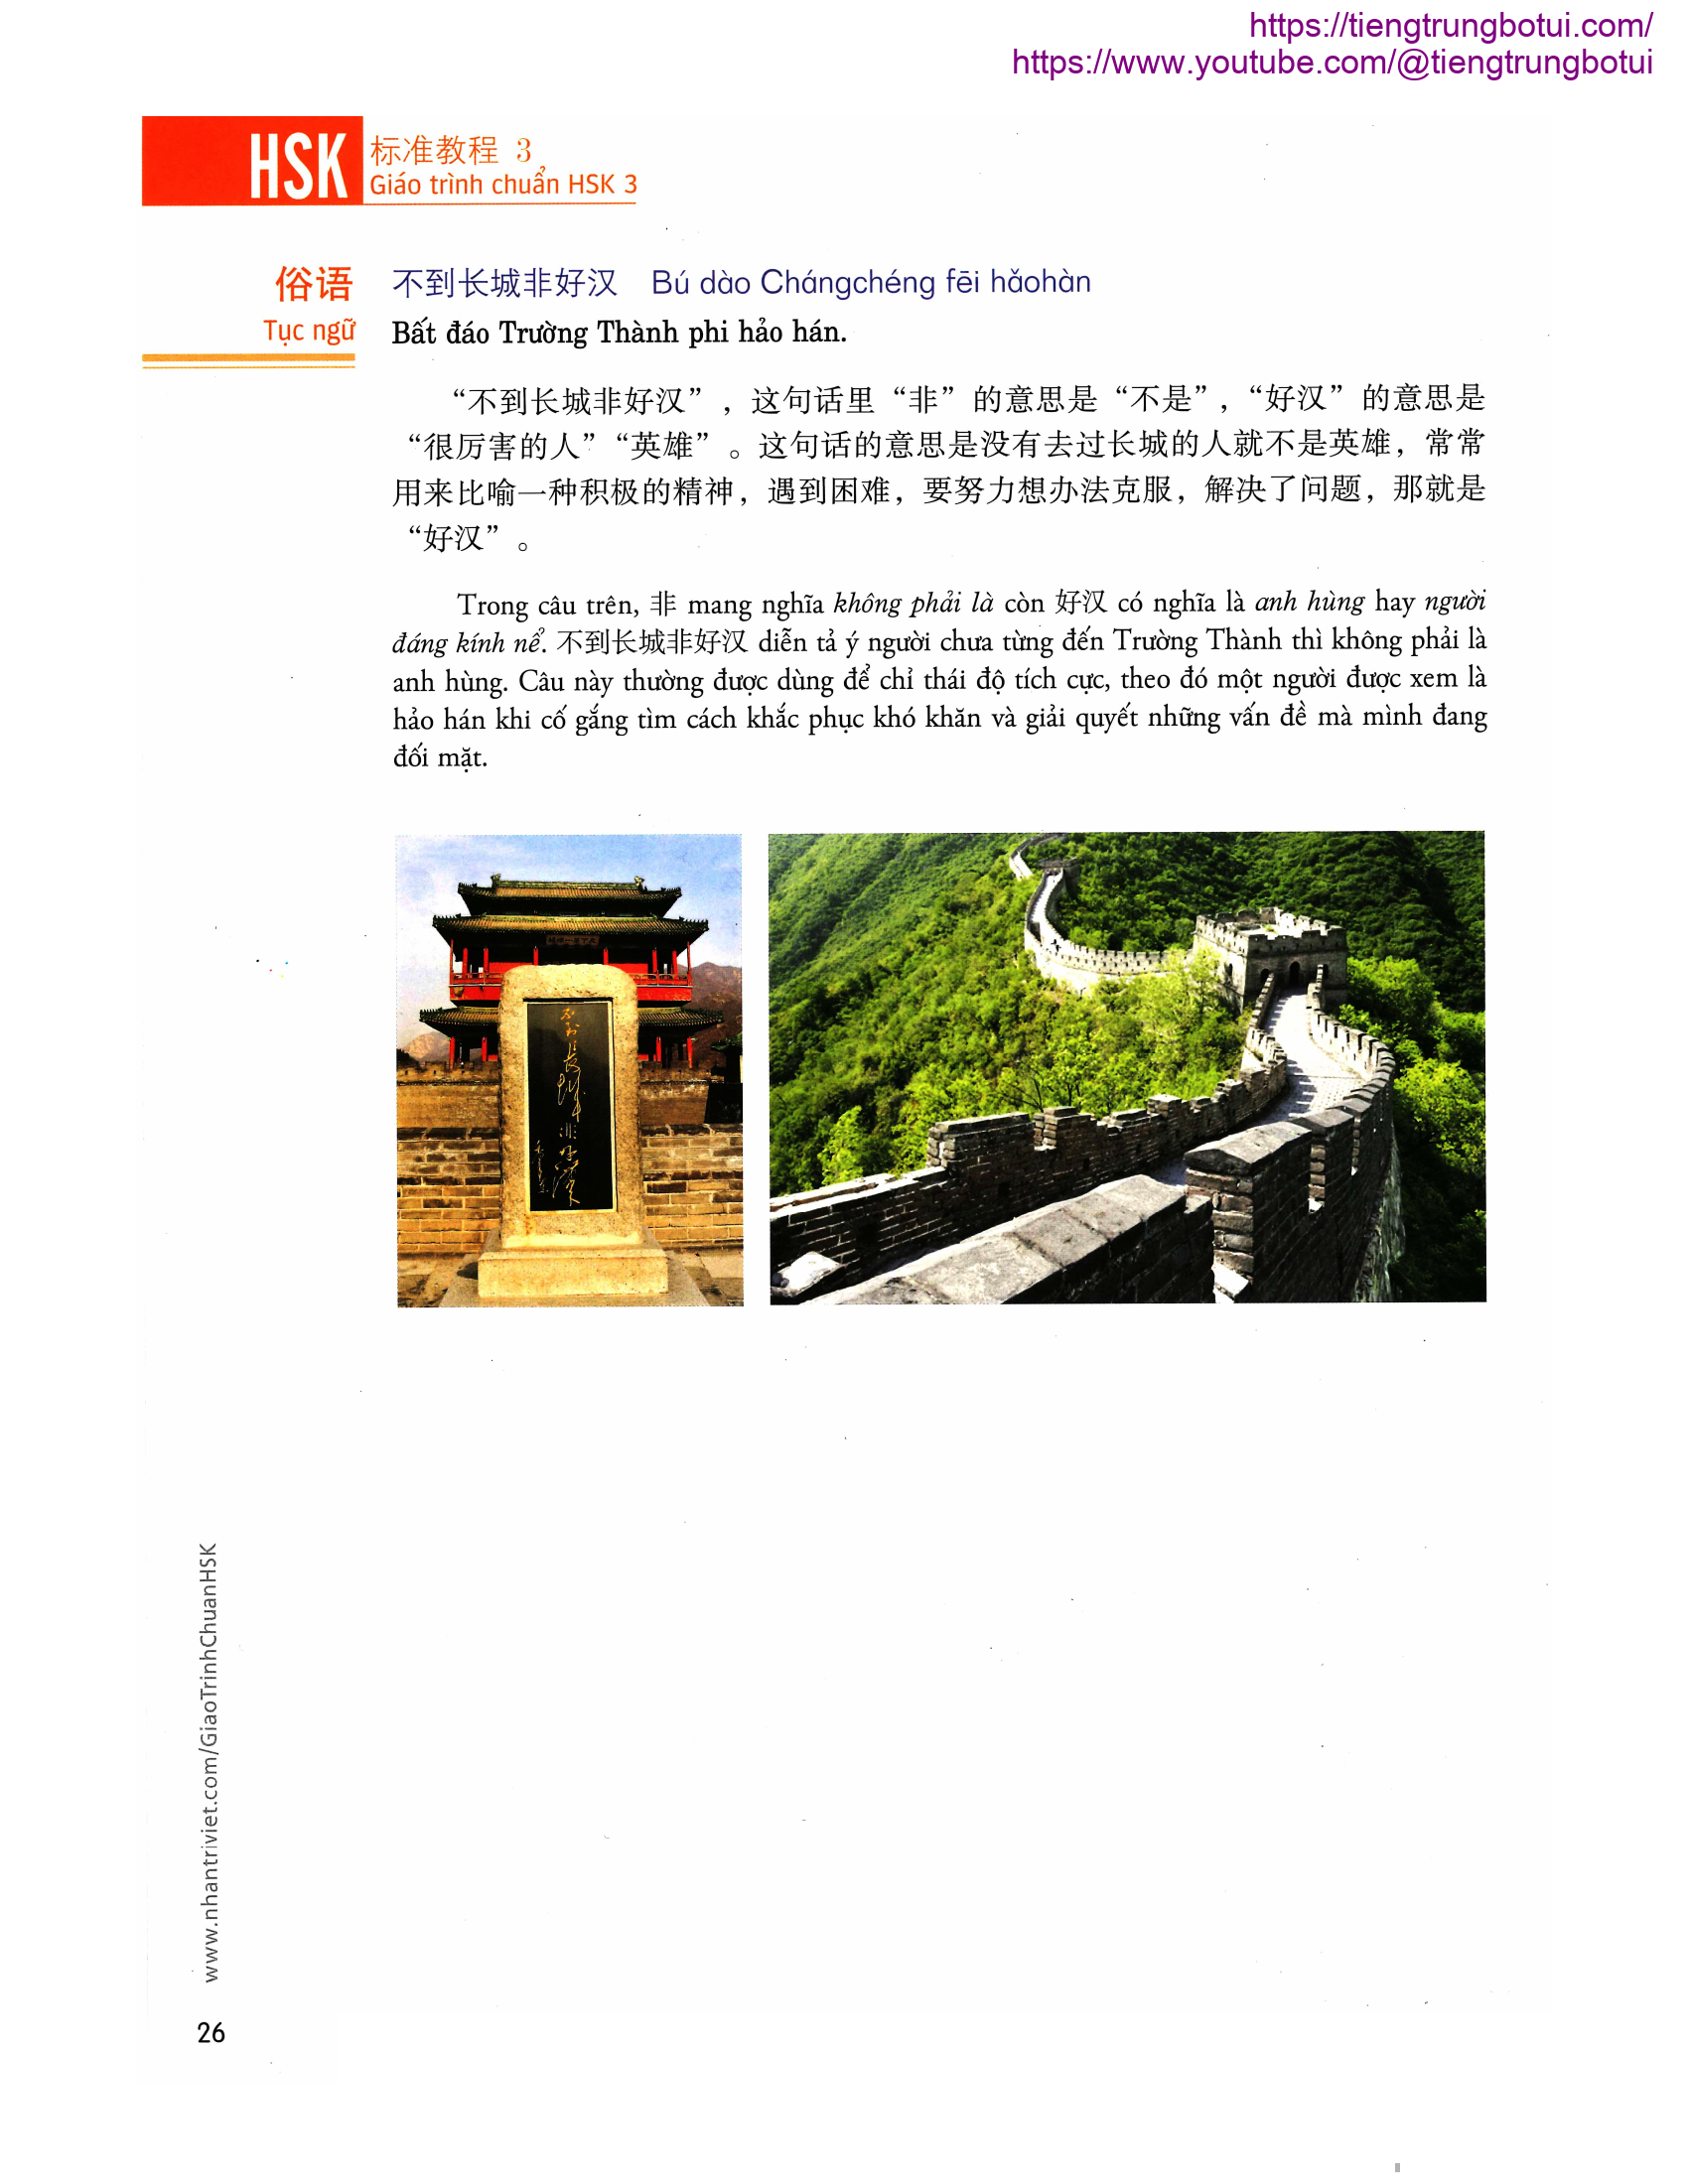 https://tiengtrungbotui.com/
https://www.youtube.com/@tiengtrungbotui
HSK 标准教程 3
Giáo trình chuẩn HSK 3
俗语
Tục ngữ
不到长城非好汉 Bú dào Chángchéng fēi hǎohàn
Bất đáo Trường Thành phi hảo hán.
“不到长城非好汉”，这句话里“非”的意思是“不是”，“好汉”的意思是
“很厉害的人”“英雄”。这句话的意思是没有去过长城的人就不是英雄，常常
用来比喻一种积极的精神，遇到困难，要努力想办法克服，解决了问题，那就是
“好汉”。
Trong câu trên, 非 mang nghĩa không phải là còn 好汉 có nghĩa là anh hùng hay người
đáng kính nể. 不到长城非好汉 diễn tả ý người chưa từng đến Trường Thành thì không phải là
anh hùng. Câu này thường được dùng để chỉ thái độ tích cực, theo đó một người được xem là
hảo hán khi cố gắng tìm cách khắc phục khó khăn và giải quyết những vấn đề mà mình đang
đối mặt.
不到長城非好漢
www.nhantriviet.com/GiaoTrinhChuanHSK
26